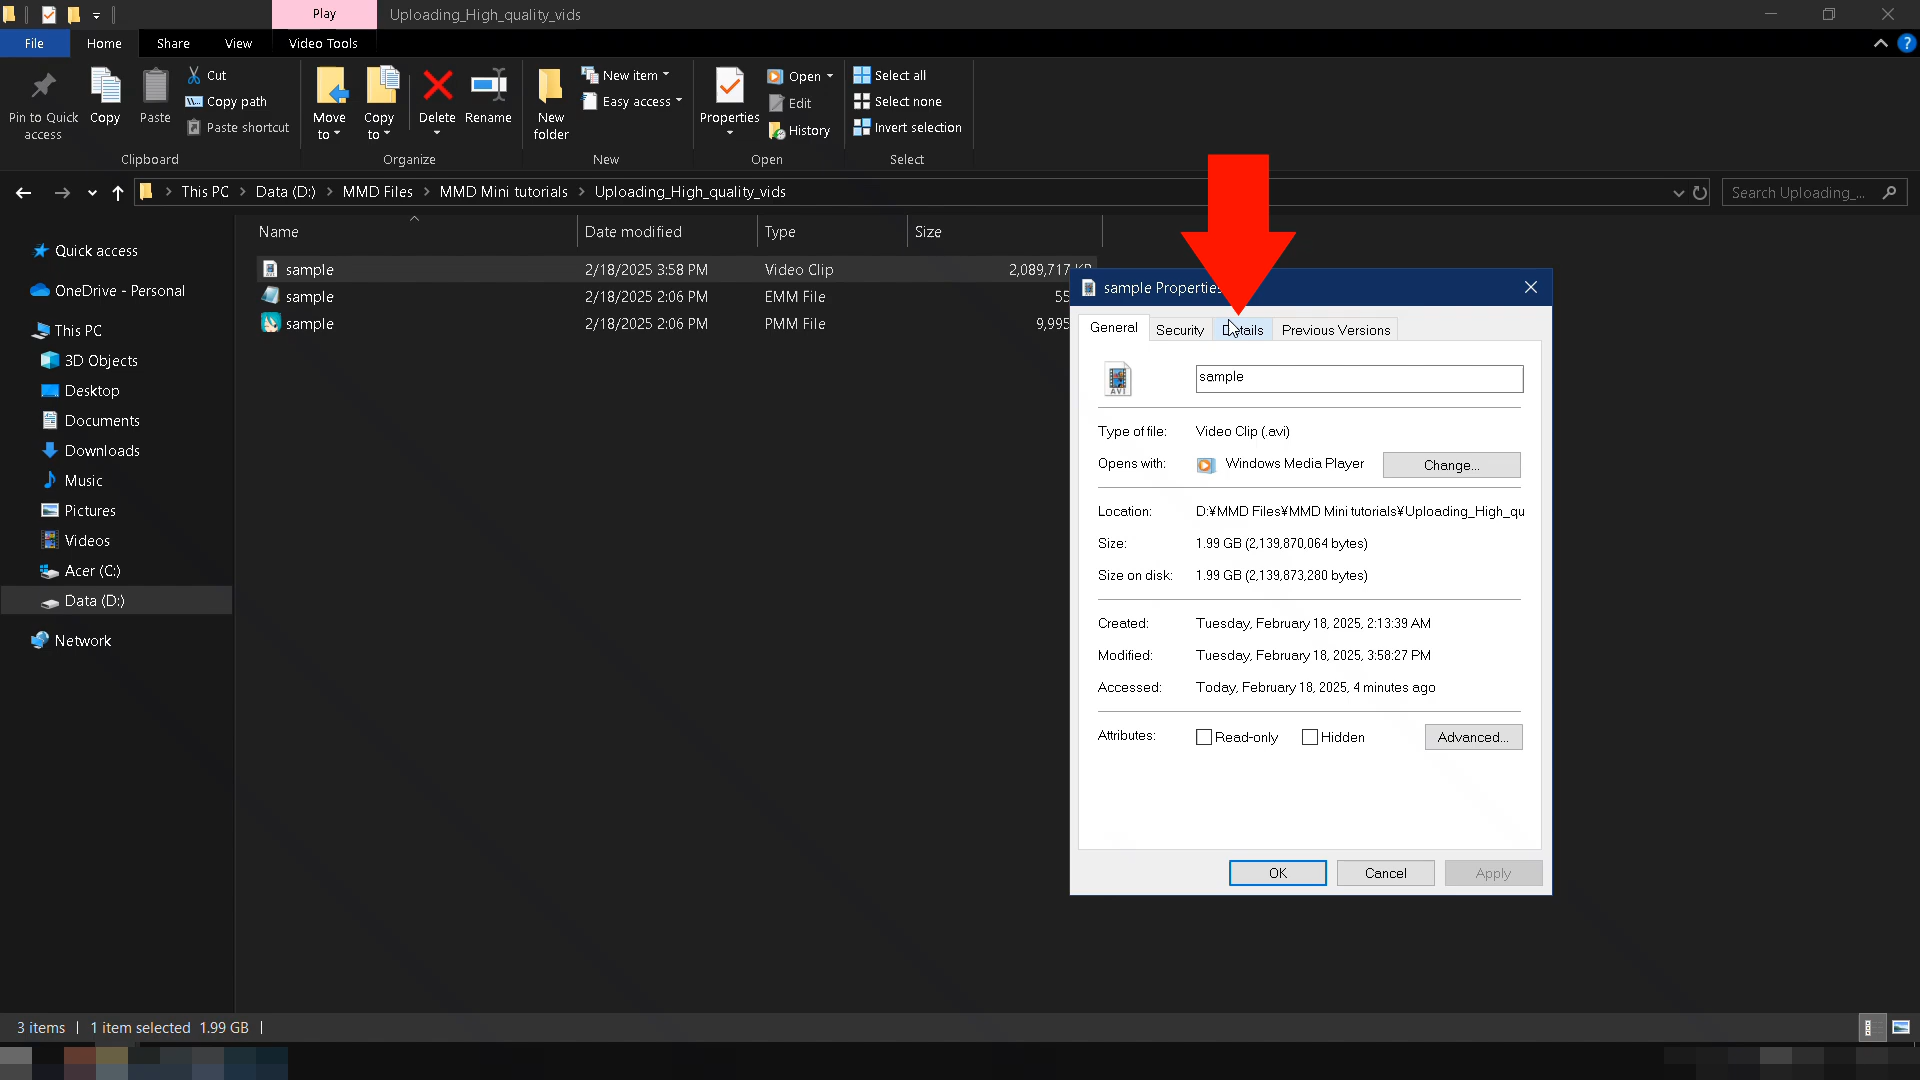 Play
Uploading_High_quality_vids
File
Home
Share
View
Video Tools
Pin to Quick access
Copy
Paste
Cut
Copy path
Paste shortcut
Clipboard
Move to
Copy to
Delete
Rename
Organize
New folder
New item
Easy access
New
Properties
Open
Edit
History
Open
Select all
Select none
Invert selection
Select
This PC > Data (D:) > MMD Files > MMD Mini tutorials > Uploading_High_quality_vids
Search Uploading_...
Name
Date modified
Type
Size
sample 2/18/2025 3:58 PM Video Clip 2,089,717 KB
sample 2/18/2025 2:06 PM EMM File 55
sample 2/18/2025 2:06 PM PMM File 9,995
Quick access
OneDrive - Personal
This PC
3D Objects
Desktop
Documents
Downloads
Music
Pictures
Videos
Acer (C:)
Data (D:)
Network
sample Properties
General
Security
Details
Previous Versions
AVI
sample
Type of file: Video Clip (.avi)
Opens with: Windows Media Player
Change...
Location: D:¥MMD Files¥MMD Mini tutorials¥Uploading_High_qu
Size: 1.99 GB (2,139,870,064 bytes)
Size on disk: 1.99 GB (2,139,873,280 bytes)
Created: Tuesday, February 18, 2025, 2:13:39 AM
Modified: Tuesday, February 18, 2025, 3:58:27 PM
Accessed: Today, February 18, 2025, 4 minutes ago
Attributes: Read-only Hidden
Advanced...
OK
Cancel
Apply
3 items
1 item selected 1.99 GB